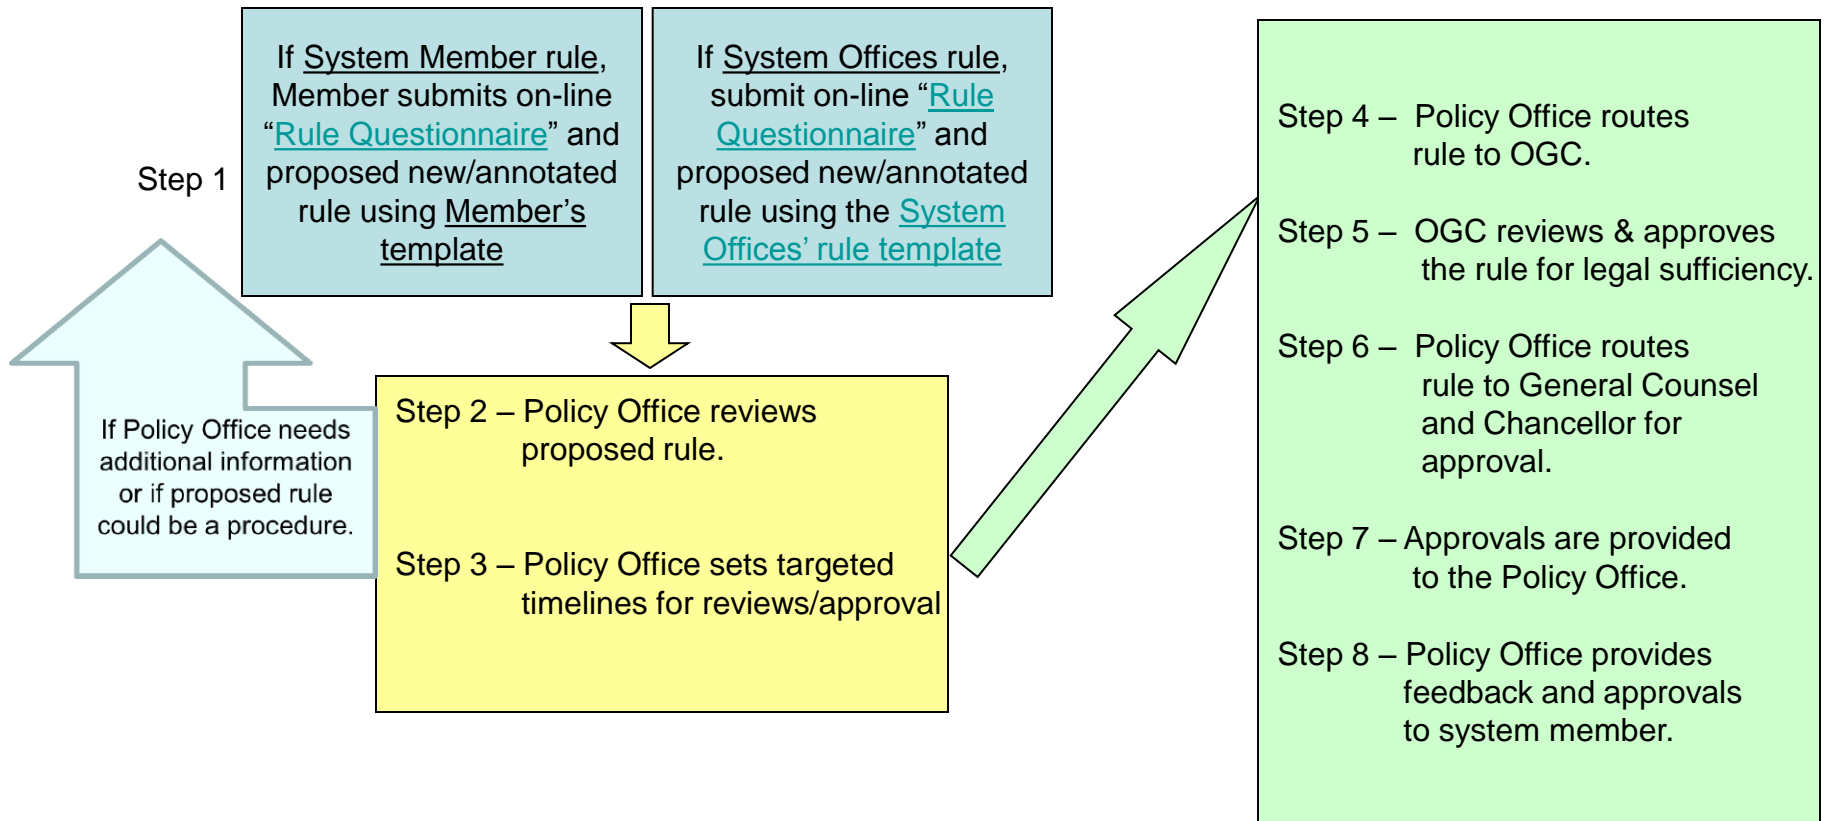 Step 1
If System Member rule,
Member submits on-line
“Rule Questionnaire” and
proposed new/annotated
rule using Member’s
template
If System Offices rule,
submit on-line “Rule
Questionnaire” and
proposed new/annotated
rule using the System
Offices’ rule template
If Policy Office needs
additional information
or if proposed rule
could be a procedure.
Step 2 – Policy Office reviews
proposed rule.
Step 3 – Policy Office sets targeted
timelines for reviews/approval
Step 4 – Policy Office routes
rule to OGC.
Step 5 – OGC reviews & approves
the rule for legal sufficiency.
Step 6 – Policy Office routes
rule to General Counsel
and Chancellor for
approval.
Step 7 – Approvals are provided
to the Policy Office.
Step 8 – Policy Office provides
feedback and approvals
to system member.